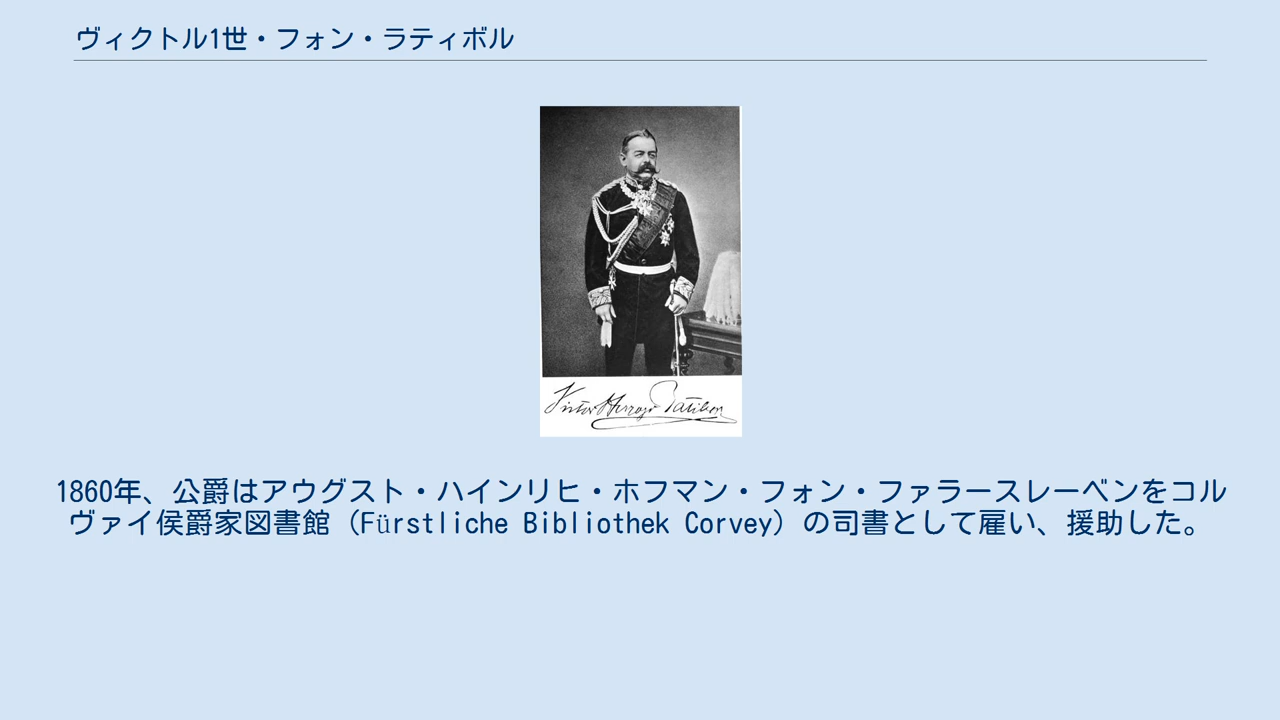 ヴィクトル1世・フォン・ラティボル
Victor Herzog v Ratibor
1860年、公爵はアウグスト・ハインリヒ・ホフマン・フォン・ファラースレーベンをコル
ヴァイ侯爵家図書館（Fürstliche Bibliothek Corvey）の司書として雇い、援助した。